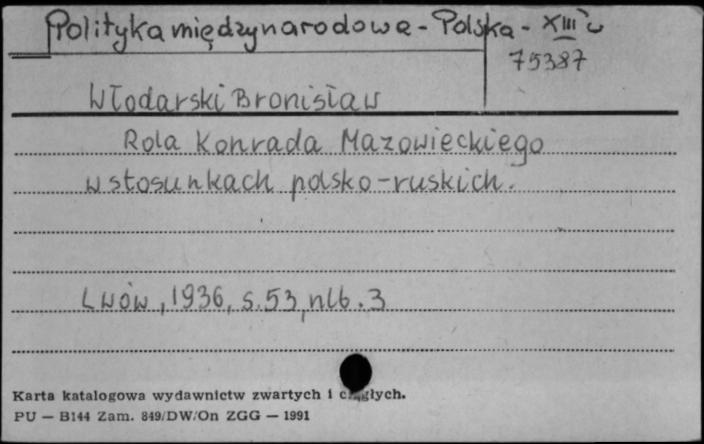 Polityka międzynarodowa - Polska - XIII w
75387
Włodarski Bronisław
Rola Konrada Mazowieckiego
w stosunkach polsko-ruskich.
Lwów, 1936, s. 53, nlb. 3
Karta katalogowa wydawnictw zwartych i ciągłych.
PU — B144 Zam. 849/DW/On ZGG — 1991